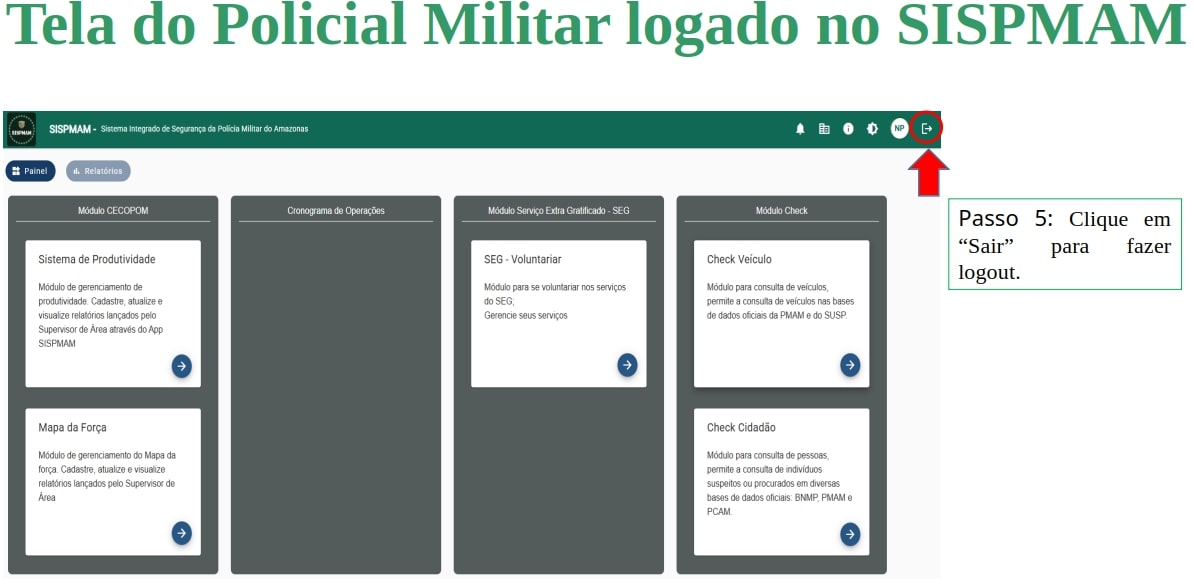 Tela do Policial Militar logado no SISPMAM
SISPMAM
SISPMAM - Sistema Integrado de Segurança da Polícia Militar do Amazonas
NP
Painel
Relatórios
Passo 5: Clique em
“Sair” para fazer
logout.
Módulo CECOPOM
Sistema de Produtividade
Módulo de gerenciamento de
produtividade. Cadastre, atualize e
visualize relatórios lançados pelo
Supervisor de Área através do App
SISPMAM
Mapa da Força
Módulo de gerenciamento do Mapa da
força. Cadastre, atualize e visualize
relatórios lançados pelo Supervisor de
Área
Cronograma de Operações
Módulo Serviço Extra Gratificado - SEG
SEG - Voluntariar
Módulo para se voluntariar nos serviços
do SEG;
Gerencie seus serviços
Módulo Check
Check Veículo
Módulo para consulta de veículos,
permite a consulta de veículos nas bases
de dados oficiais da PMAM e do SUSP.
Check Cidadão
Módulo para consulta de pessoas,
permite a consulta de indivíduos
suspeitos ou procurados em diversas
bases de dados oficiais: BNMP, PMAM e
PCAM.